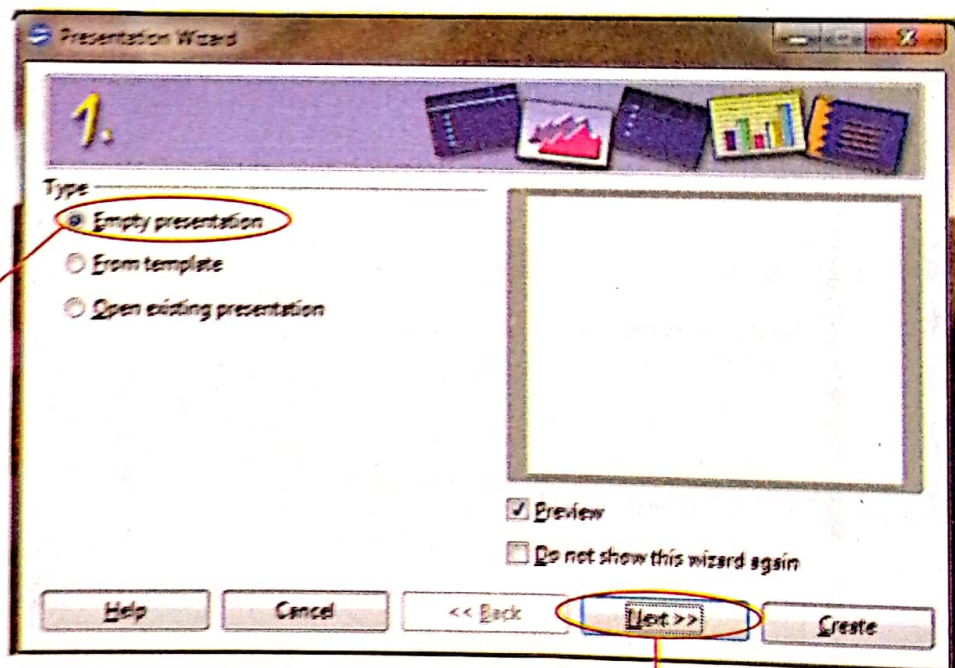 Presentation Wizard
1.
Type
Empty presentation
From template
Open existing presentation
Preview
Do not show this wizard again
Help
Cancel
<< Back
Next >>
Create